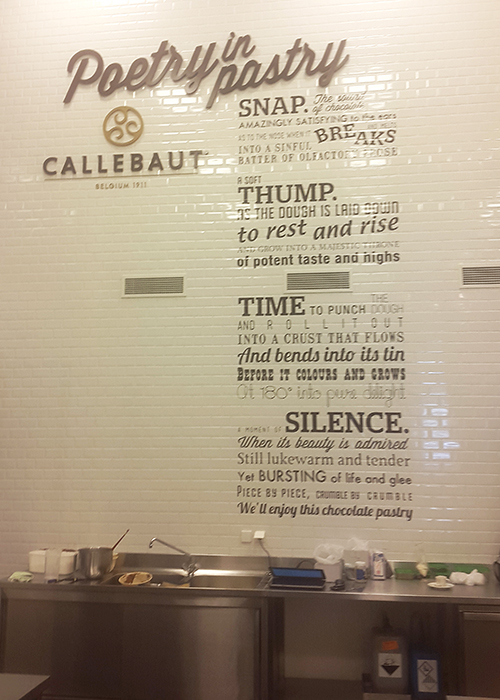 Poetry in
pastry
CALLEBAUT
BELGIUM 1911
SNAP. The sound
of chocolate
AMAZINGLY SATISFYING to the ears
AS TO THE NOSE WHEN IT BREAKS
INTO A SINFUL
BATTER OF OLFACTORY
A SOFT
THUMP.
AS THE DOUGH IS LAID DOWN
to rest and rise
AND GROW INTO A MAJESTIC THRONE
of potent taste and highs
TIME TO PUNCH THE DOUGH
AND ROLL IT OUT
INTO A CRUST THAT FLOWS
And bends into its tin
BEFORE IT COLOURS AND GROWS
At 180° into pure delight
A MOMENT OF SILENCE.
When its beauty is admired
Still lukewarm and tender
Yet BURSTING of life and glee
PIECE BY PIECE, CRUMBLE BY CRUMBLE
We'll enjoy this chocolate pastry